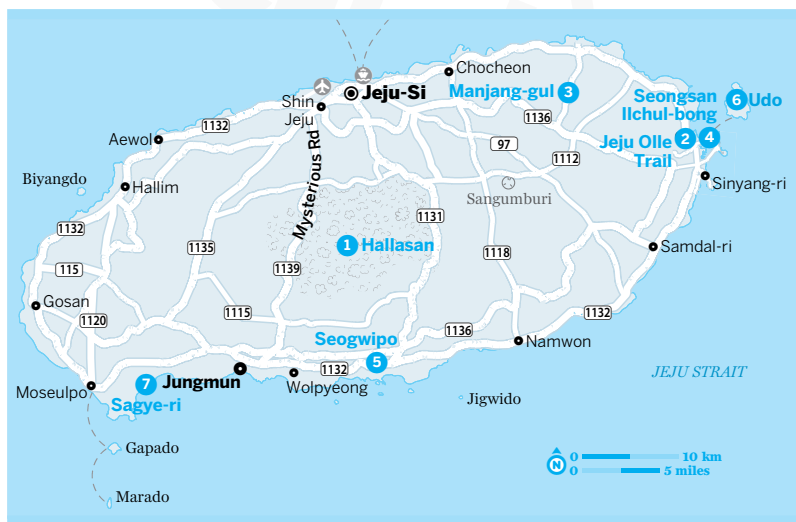 Chocheon
Jeju-Si
Manjang-gul 3
Seongsan
Ilchul-bong
6 Udo
Shin
Jeju
1132
1136
Jeju Olle
Trail
2
4
Aewol
97
1112
Mysterious Rd
Biyangdo
Hallim
Sangumburi
Sinyang-ri
1132
1131
1 Hallasan
1135
1118
Samdal-ri
115
1139
Gosan
1120
1115
1132
Seogwipo
5
1136
Namwon
1132
Moseulpo
7
Jungmun
Sagye-ri
Wolpyeong
Jigwido
JEJU STRAIT
Gapado
Marado
N
0 10 km
0 5 miles